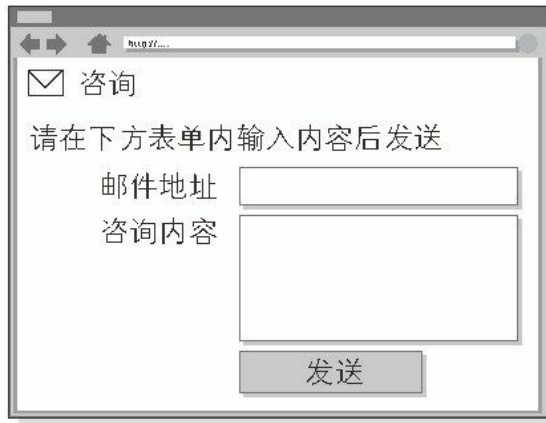 http://....
咨询
请在下方表单内输入内容后发送
邮件地址
咨询内容
发送